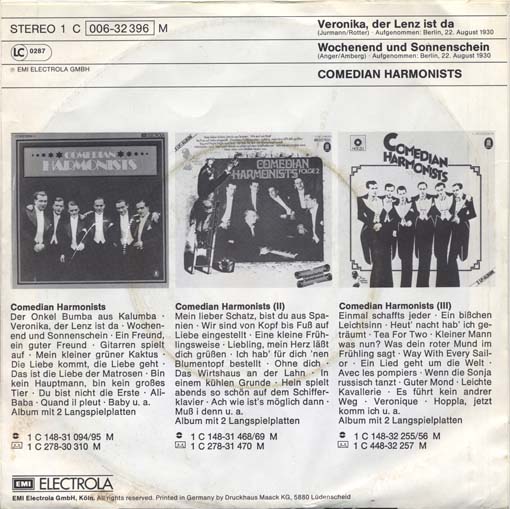 STEREO 1 C 006-32 396 M
LC 0287
℗ EMI ELECTROLA GMBH
Veronika, der Lenz ist da
(Jurmann/Rotter) · Aufgenommen: Berlin, 22. August 1930
Wochenend und Sonnenschein
(Anger/Amberg) · Aufgenommen: Berlin, 22. August 1930
COMEDIAN HARMONISTS
COMEDIAN
HARMONISTS
COMEDIAN
HARMONISTS
FOLGE 2
COMEDIAN
HARMONISTS
Comedian Harmonists
Der Onkel Bumba aus Kalumba ·
Veronika, der Lenz ist da · Wochen-
end und Sonnenschein · Ein Freund,
ein guter Freund · Gitarren spielt
auf · Mein kleiner grüner Kaktus ·
Die Liebe kommt, die Liebe geht ·
Das ist die Liebe der Matrosen · Bin
kein Hauptmann, bin kein großes
Tier · Du bist nicht die Erste · Ali-
Baba · Quand il pleut · Baby u. a.
Album mit 2 Langspielplatten
1 C 148-31 094/95 M
1 C 278-30 310 M
Comedian Harmonists (II)
Mein lieber Schatz, bist du aus Spa-
nien · Wir sind von Kopf bis Fuß auf
Liebe eingestellt · Eine kleine Früh-
lingsweise · Liebling, mein Herz läßt
dich grüßen · Ich hab' für dich 'nen
Blumentopf bestellt · Ohne dich ·
Das Wirtshaus an der Lahn · In
einem kühlen Grunde · Hein spielt
abends so schön auf dem Schiffer-
klavier · Ach wie ist's möglich dann ·
Muß i denn u. a.
Album mit 2 Langspielplatten
1 C 148-31 468/69 M
1 C 278-31 470 M
Comedian Harmonists (III)
Einmal schaffts jeder · Ein bißchen
Leichtsinn · Heut' nacht hab' ich ge-
träumt · Tea For Two · Kleiner Mann
was nun? Was dein roter Mund im
Frühling sagt · Way With Every Sail-
or · Ein Lied geht um die Welt ·
Avec les pompiers · Wenn die Sonja
russisch tanzt · Guter Mond · Leichte
Kavallerie · Es führt kein andrer
Weg · Veronique · Hoppla, jetzt
komm ich u. a.
Album mit 2 Langspielplatten
1 C 148-32 255/56 M
1 C 448-32 257 M
EMI ELECTROLA
EMI Electrola GmbH, Köln. All rights reserved. Printed in Germany by Druckhaus Maack KG, 5880 Lüdenscheid